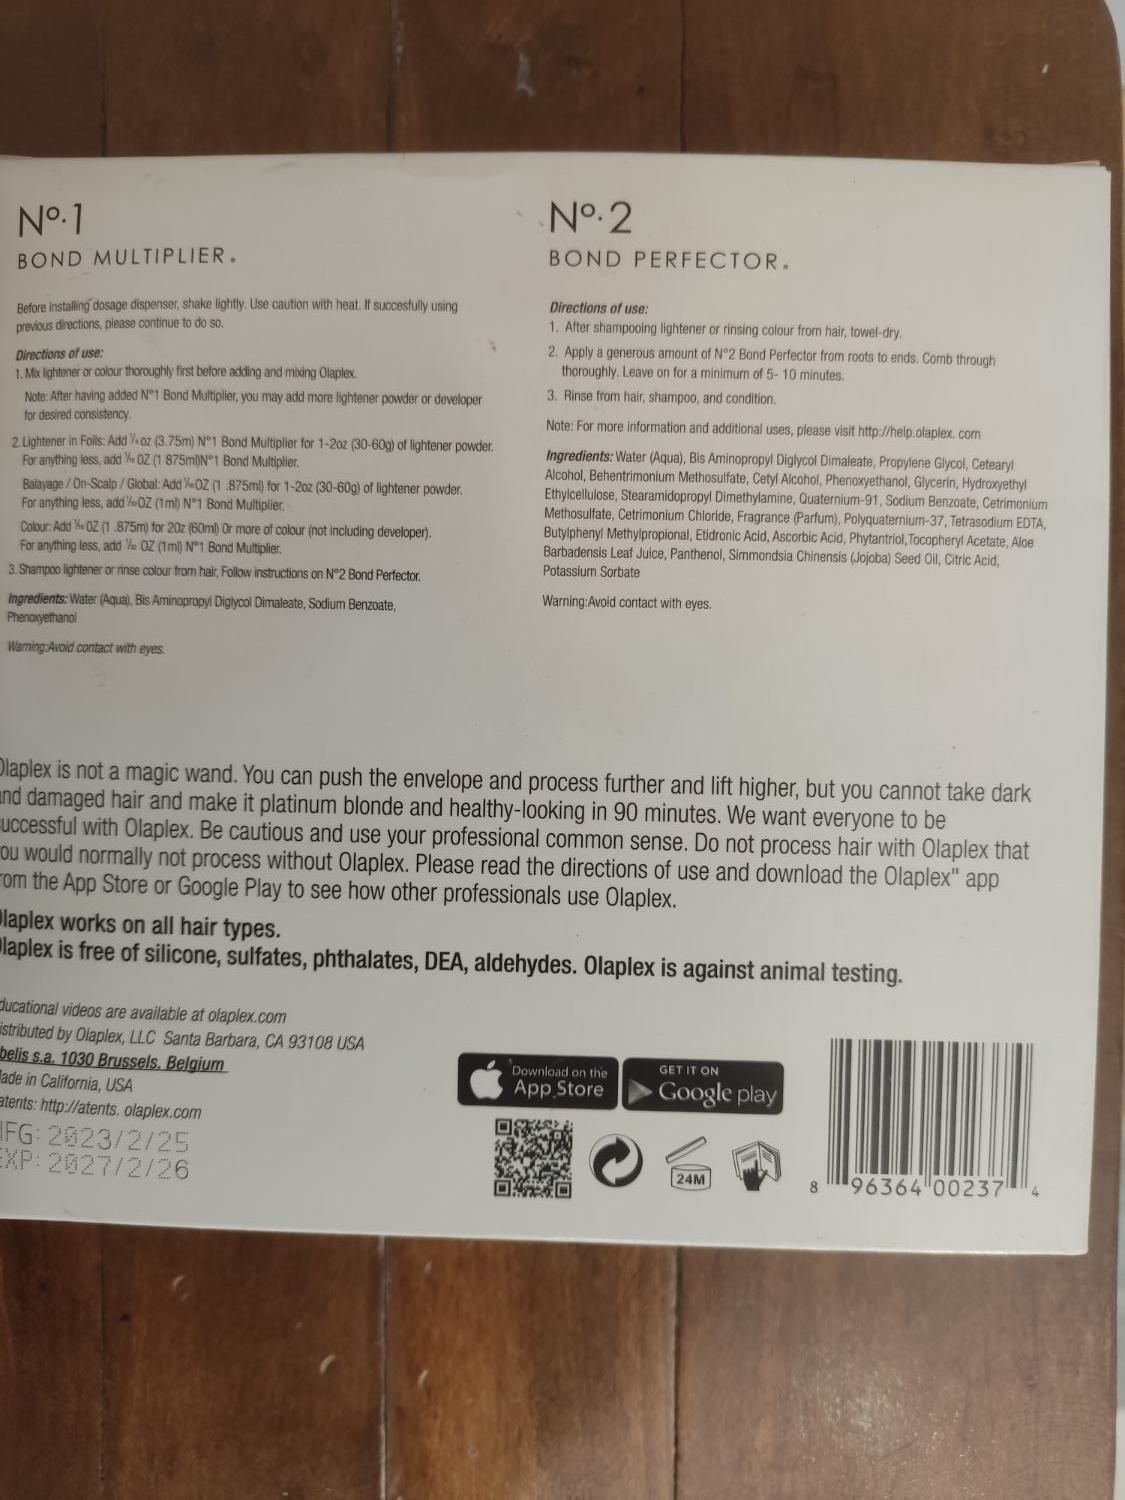 Nº.1
BOND MULTIPLIER®
Before installing dosage dispenser, shake lightly. Use caution with heat. If succesfully using
previous directions, please continue to do so.
Directions of use:
1. Mix lightener or colour thoroughly first before adding and mixing Olaplex.
Note: After having added N°1 Bond Multiplier, you may add more lightener powder or developer
for desired consistency.
2. Lightener in Foils: Add ⅛ oz (3.75m) N°1 Bond Multiplier for 1-2oz (30-60g) of lightener powder.
For anything less, add 1/16 OZ (1 875ml)N°1 Bond Multiplier.
Balayage / On-Scalp / Global: Add 1/16 OZ (1 .875ml) for 1-2oz (30-60g) of lightener powder.
For anything less, add 1/32 OZ (1ml) N°1 Bond Multiplier.
Colour: Add 1/16 OZ (1 .875m) for 20z (60ml) Or more of colour (not including developer).
For anything less, add 1/32 OZ (1ml) N°1 Bond Multiplier.
3. Shampoo lightener or rinse colour from hair, Follow instructions on N°2 Bond Perfector.
Ingredients: Water (Aqua), Bis Aminopropyl Diglycol Dimaleate, Sodium Benzoate,
Phenoxyethanol
Warning:Avoid contact with eyes.
Nº.2
BOND PERFECTOR®
Directions of use:
1. After shampooing lightener or rinsing colour from hair, towel-dry.
2. Apply a generous amount of N°2 Bond Perfector from roots to ends. Comb through
thoroughly. Leave on for a minimum of 5- 10 minutes.
3. Rinse from hair, shampoo, and condition.
Note: For more information and additional uses, please visit http://help.olaplex. com
Ingredients: Water (Aqua), Bis Aminopropyl Diglycol Dimaleate, Propylene Glycol, Cetearyl
Alcohol, Behentrimonium Methosulfate, Cetyl Alcohol, Phenoxyethanol, Glycerin, Hydroxyethyl
Ethylcellulose, Stearamidopropyl Dimethylamine, Quaternium-91, Sodium Benzoate, Cetrimonium
Methosulfate, Cetrimonium Chloride, Fragrance (Parfum), Polyquaternium-37, Tetrasodium EDTA,
Butylphenyl Methylpropional, Etidronic Acid, Ascorbic Acid, Phytantriol,Tocopheryl Acetate, Aloe
Barbadensis Leaf Juice, Panthenol, Simmondsia Chinensis (Jojoba) Seed Oil, Citric Acid,
Potassium Sorbate
Warning:Avoid contact with eyes.
Olaplex is not a magic wand. You can push the envelope and process further and lift higher, but you cannot take dark
and damaged hair and make it platinum blonde and healthy-looking in 90 minutes. We want everyone to be
uccessful with Olaplex. Be cautious and use your professional common sense. Do not process hair with Olaplex that
ou would normally not process without Olaplex. Please read the directions of use and download the Olaplex" app
rom the App Store or Google Play to see how other professionals use Olaplex.
laplex works on all hair types.
laplex is free of silicone, sulfates, phthalates, DEA, aldehydes. Olaplex is against animal testing.
ducational videos are available at olaplex.com
istributed by Olaplex, LLC Santa Barbara, CA 93108 USA
belis s.a. 1030 Brussels. Belgium
ade in California, USA
atents: http://atents. olaplex.com
MFG: 2023/2/25
EXP: 2027/2/26
Download on the
App Store
GET IT ON
Google play
24M
8 96364 00237 4